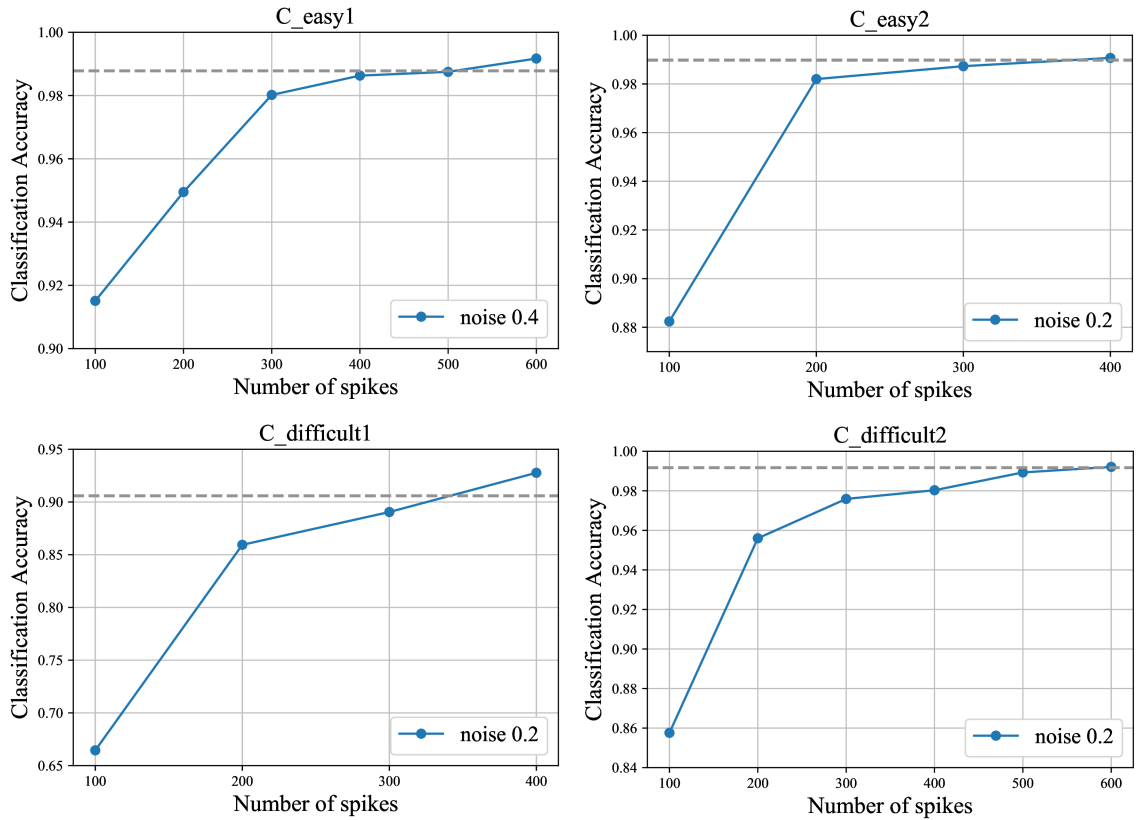 C_easy1
Classification Accuracy
1.00
0.98
0.96
0.94
0.92
0.90
100 200 300 400 500 600
Number of spikes
noise 0.4
C_easy2
Classification Accuracy
1.00
0.98
0.96
0.94
0.92
0.90
0.88
100 200 300 400
Number of spikes
noise 0.2
C_difficult1
Classification Accuracy
0.95
0.90
0.85
0.80
0.75
0.70
0.65
100 200 300 400
Number of spikes
noise 0.2
C_difficult2
Classification Accuracy
1.00
0.98
0.96
0.94
0.92
0.90
0.88
0.86
0.84
100 200 300 400 500 600
Number of spikes
noise 0.2